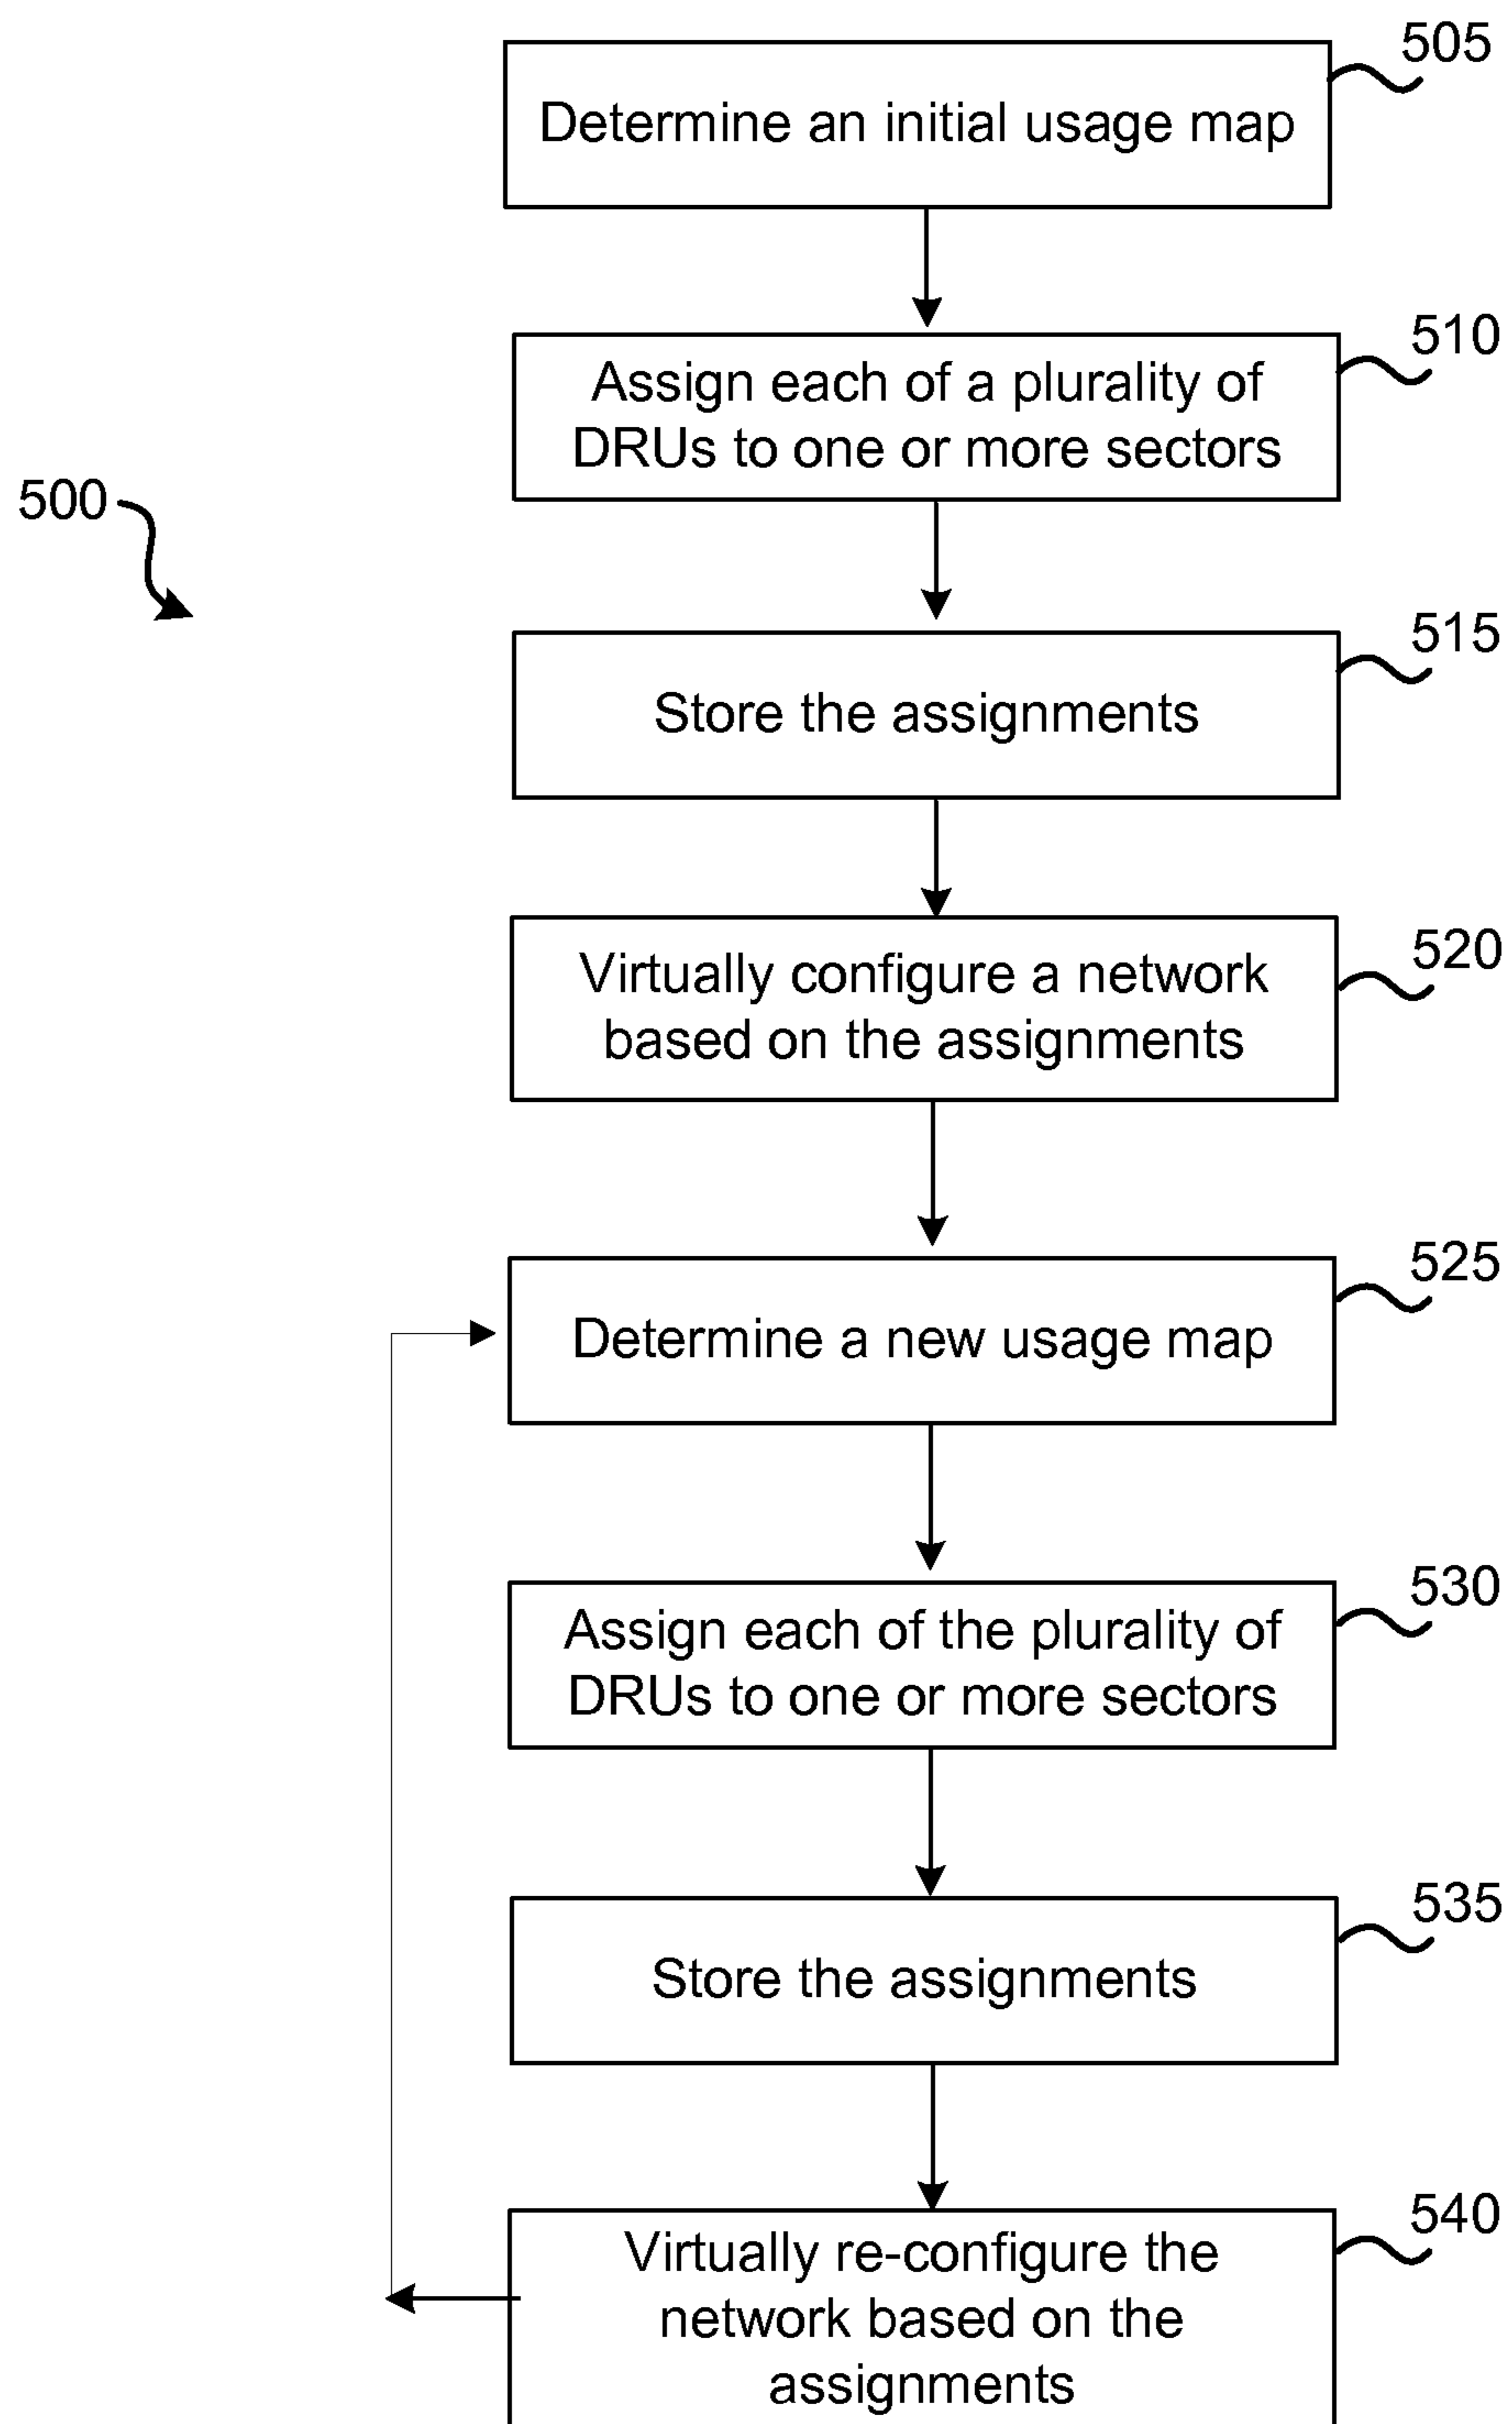 505
Determine an initial usage map
510
Assign each of a plurality of
DRUs to one or more sectors
500
515
Store the assignments
520
Virtually configure a network
based on the assignments
525
Determine a new usage map
530
Assign each of the plurality of
DRUs to one or more sectors
535
Store the assignments
540
Virtually re-configure the
network based on the
assignments